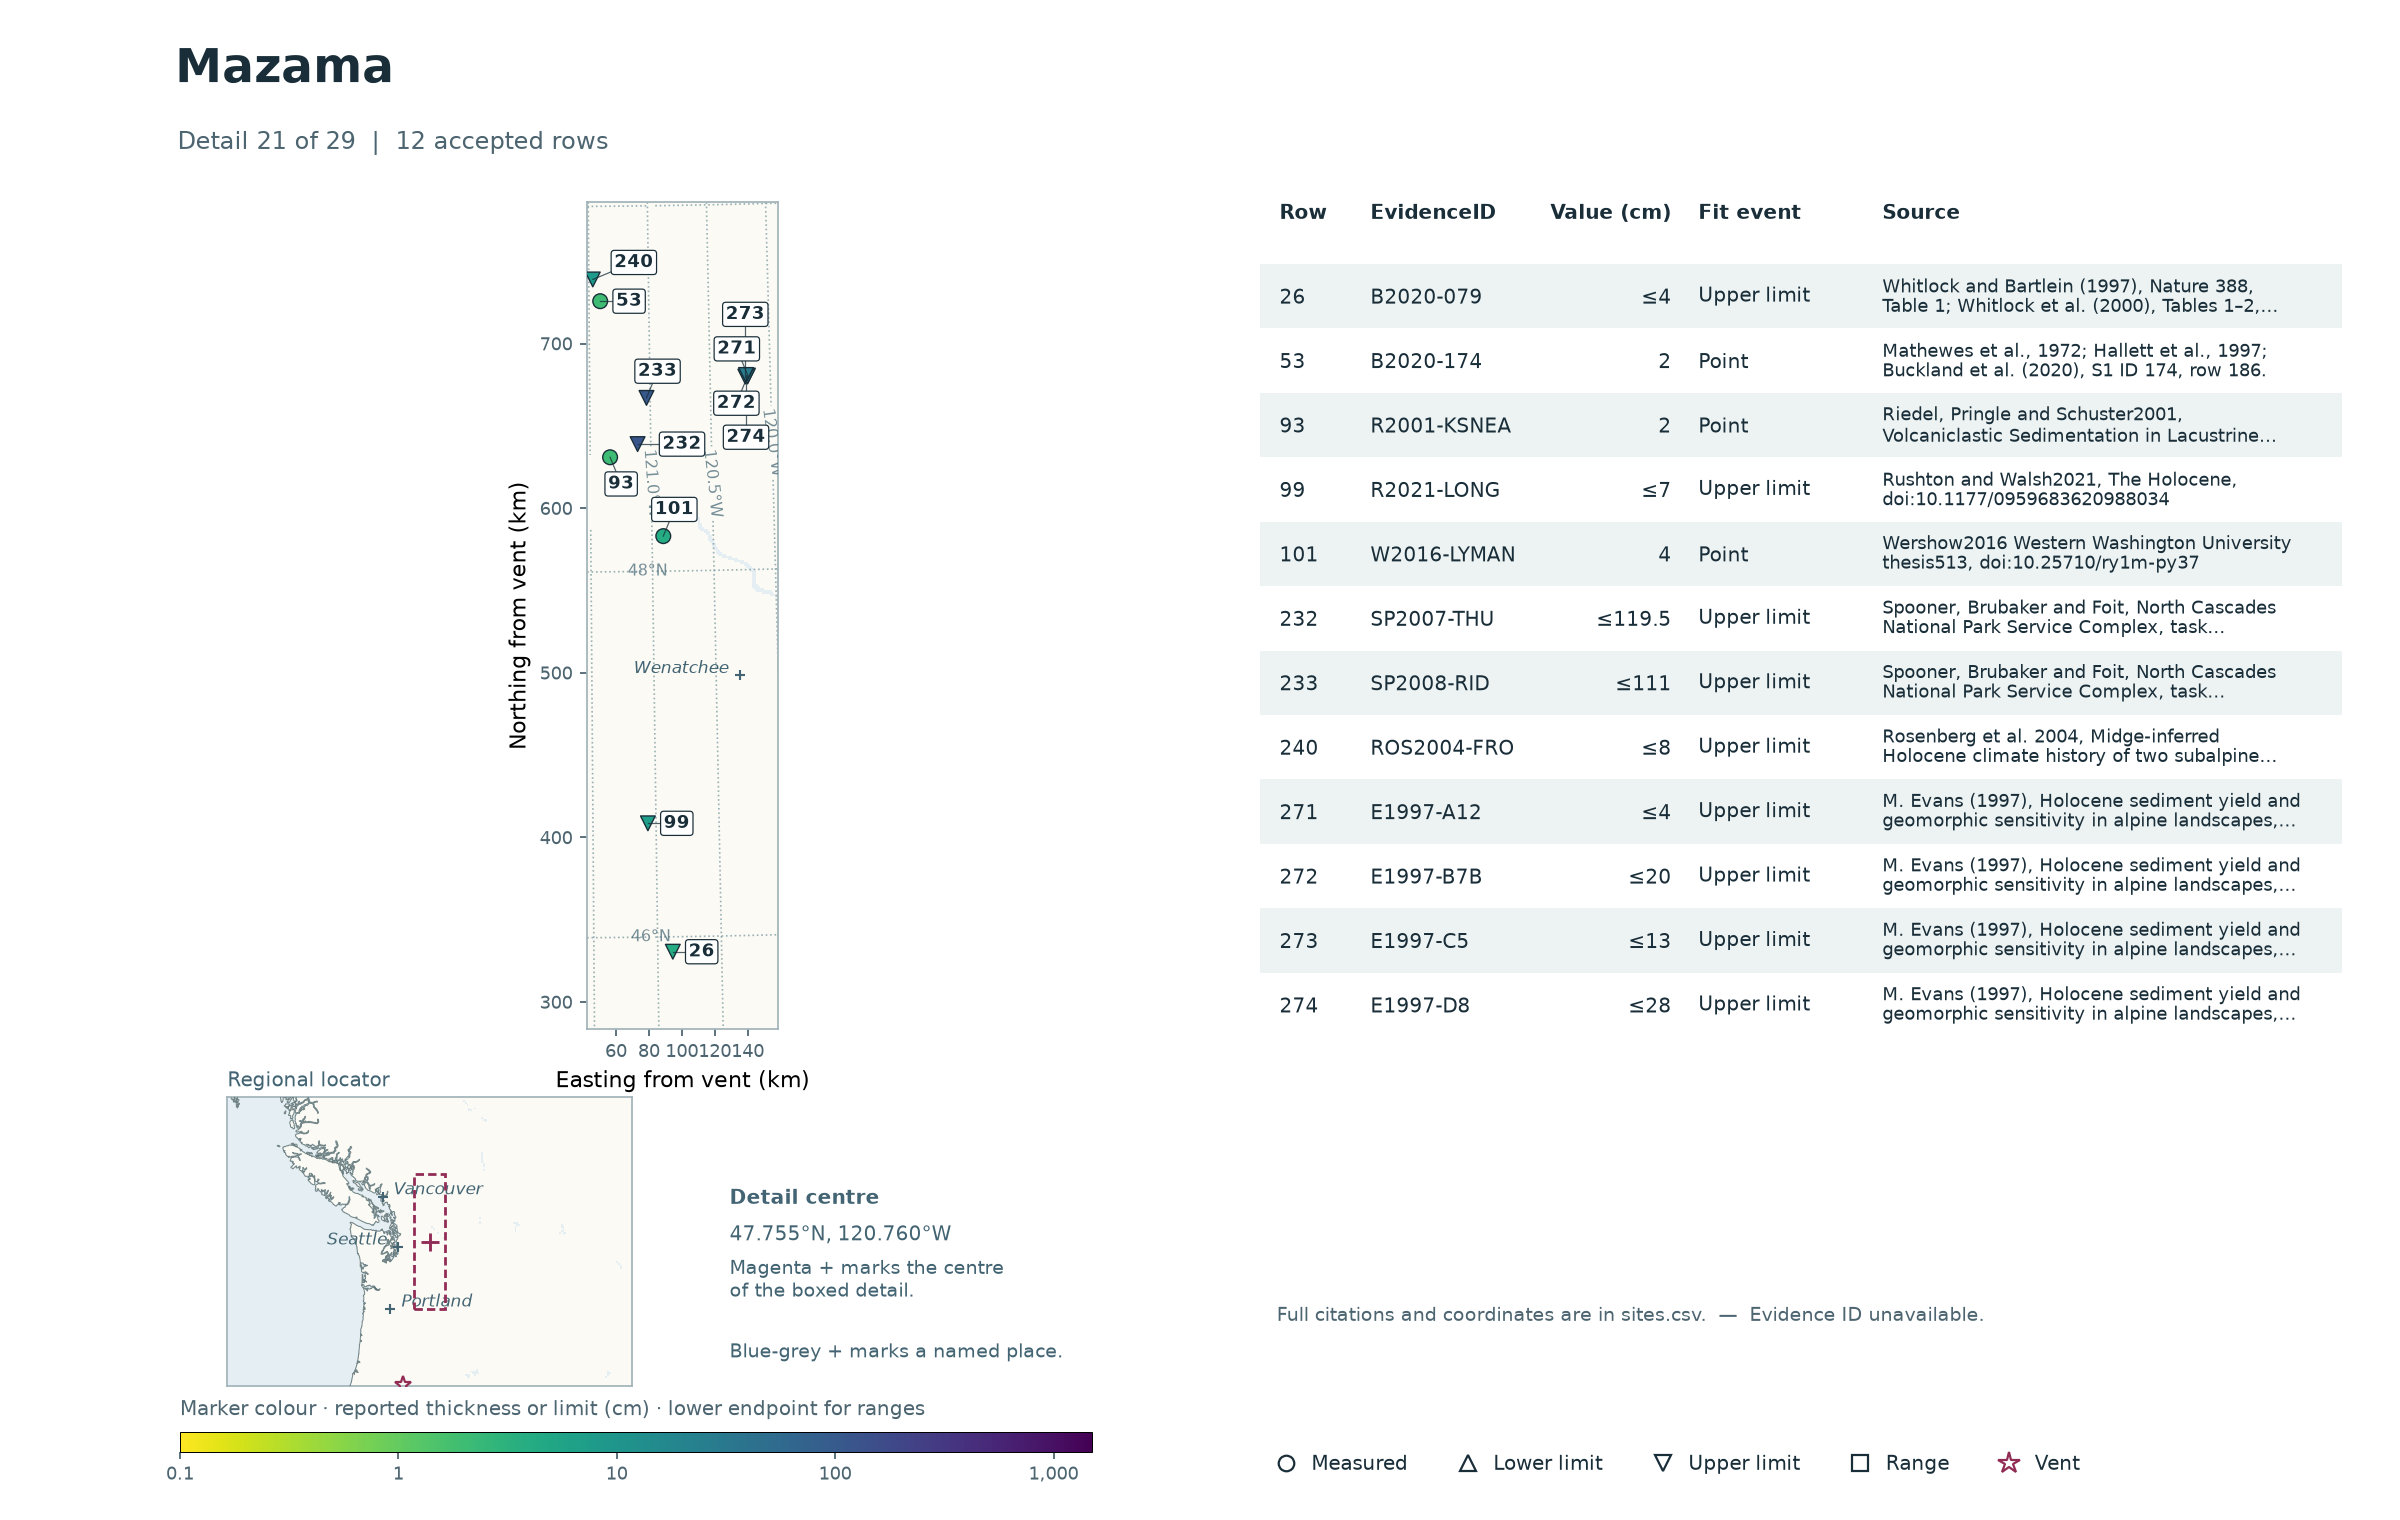 Mazama
Detail 21 of 29 | 12 accepted rows
240
53
273
271
233
272
274
232
93
101
99
26
121.0°
120.5°W
120.0°W
48°N
46°N
Wenatchee
700
600
500
400
300
Northing from vent (km)
60 80 100 120 140
Easting from vent (km)
Row EvidenceID Value (cm) Fit event Source
26 B2020-079 ≤4 Upper limit Whitlock and Bartlein (1997), Nature 388,
Table 1; Whitlock et al. (2000), Tables 1–2,…
53 B2020-174 2 Point Mathewes et al., 1972; Hallett et al., 1997;
Buckland et al. (2020), S1 ID 174, row 186.
93 R2001-KSNEA 2 Point Riedel, Pringle and Schuster2001,
Volcaniclastic Sedimentation in Lacustrine…
99 R2021-LONG ≤7 Upper limit Rushton and Walsh2021, The Holocene,
doi:10.1177/0959683620988034
101 W2016-LYMAN 4 Point Wershow2016 Western Washington University
thesis513, doi:10.25710/ry1m-py37
232 SP2007-THU ≤119.5 Upper limit Spooner, Brubaker and Foit, North Cascades
National Park Service Complex, task…
233 SP2008-RID ≤111 Upper limit Spooner, Brubaker and Foit, North Cascades
National Park Service Complex, task…
240 ROS2004-FRO ≤8 Upper limit Rosenberg et al. 2004, Midge-inferred
Holocene climate history of two subalpine…
271 E1997-A12 ≤4 Upper limit M. Evans (1997), Holocene sediment yield and
geomorphic sensitivity in alpine landscapes,…
272 E1997-B7B ≤20 Upper limit M. Evans (1997), Holocene sediment yield and
geomorphic sensitivity in alpine landscapes,…
273 E1997-C5 ≤13 Upper limit M. Evans (1997), Holocene sediment yield and
geomorphic sensitivity in alpine landscapes,…
274 E1997-D8 ≤28 Upper limit M. Evans (1997), Holocene sediment yield and
geomorphic sensitivity in alpine landscapes,…
Regional locator
Vancouver
Seattle
Portland
Detail centre
47.755°N, 120.760°W
Magenta + marks the centre
of the boxed detail.
Blue-grey + marks a named place.
Full citations and coordinates are in sites.csv. — Evidence ID unavailable.
Marker colour · reported thickness or limit (cm) · lower endpoint for ranges
0.1 1 10 100 1,000
Measured Lower limit Upper limit Range Vent